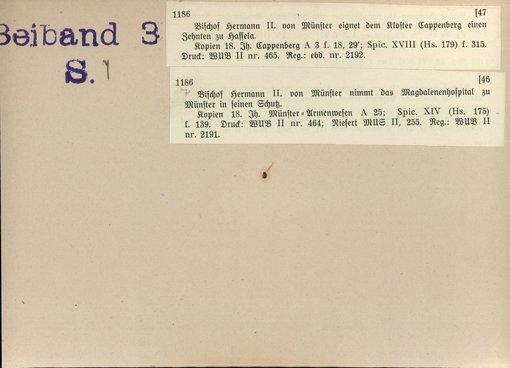 Beiband 3
S. 1
1186 [47
Bischof Hermann II. von Münster eignet dem Kloster Cappenberg einen
Zehnten zu Hassela.
Kopien 18. Jh. Cappenberg A 3 f. 18, 29'; Spic. XVIII (Hs. 179) f. 315.
Druck: WUB II nr. 465. Reg.: ebd. nr. 2192.
1186 [46
Bischof Hermann II. von Münster nimmt das Magdalenenhospital zu
Münster in seinen Schutz.
Kopien 18. Jh. Münster-Armenwesen A 25; Spic. XIV (Hs. 175)
f. 139. Druck: WUB II nr. 464; Niesert MUS II, 255. Reg.: WUB II
nr. 2191.